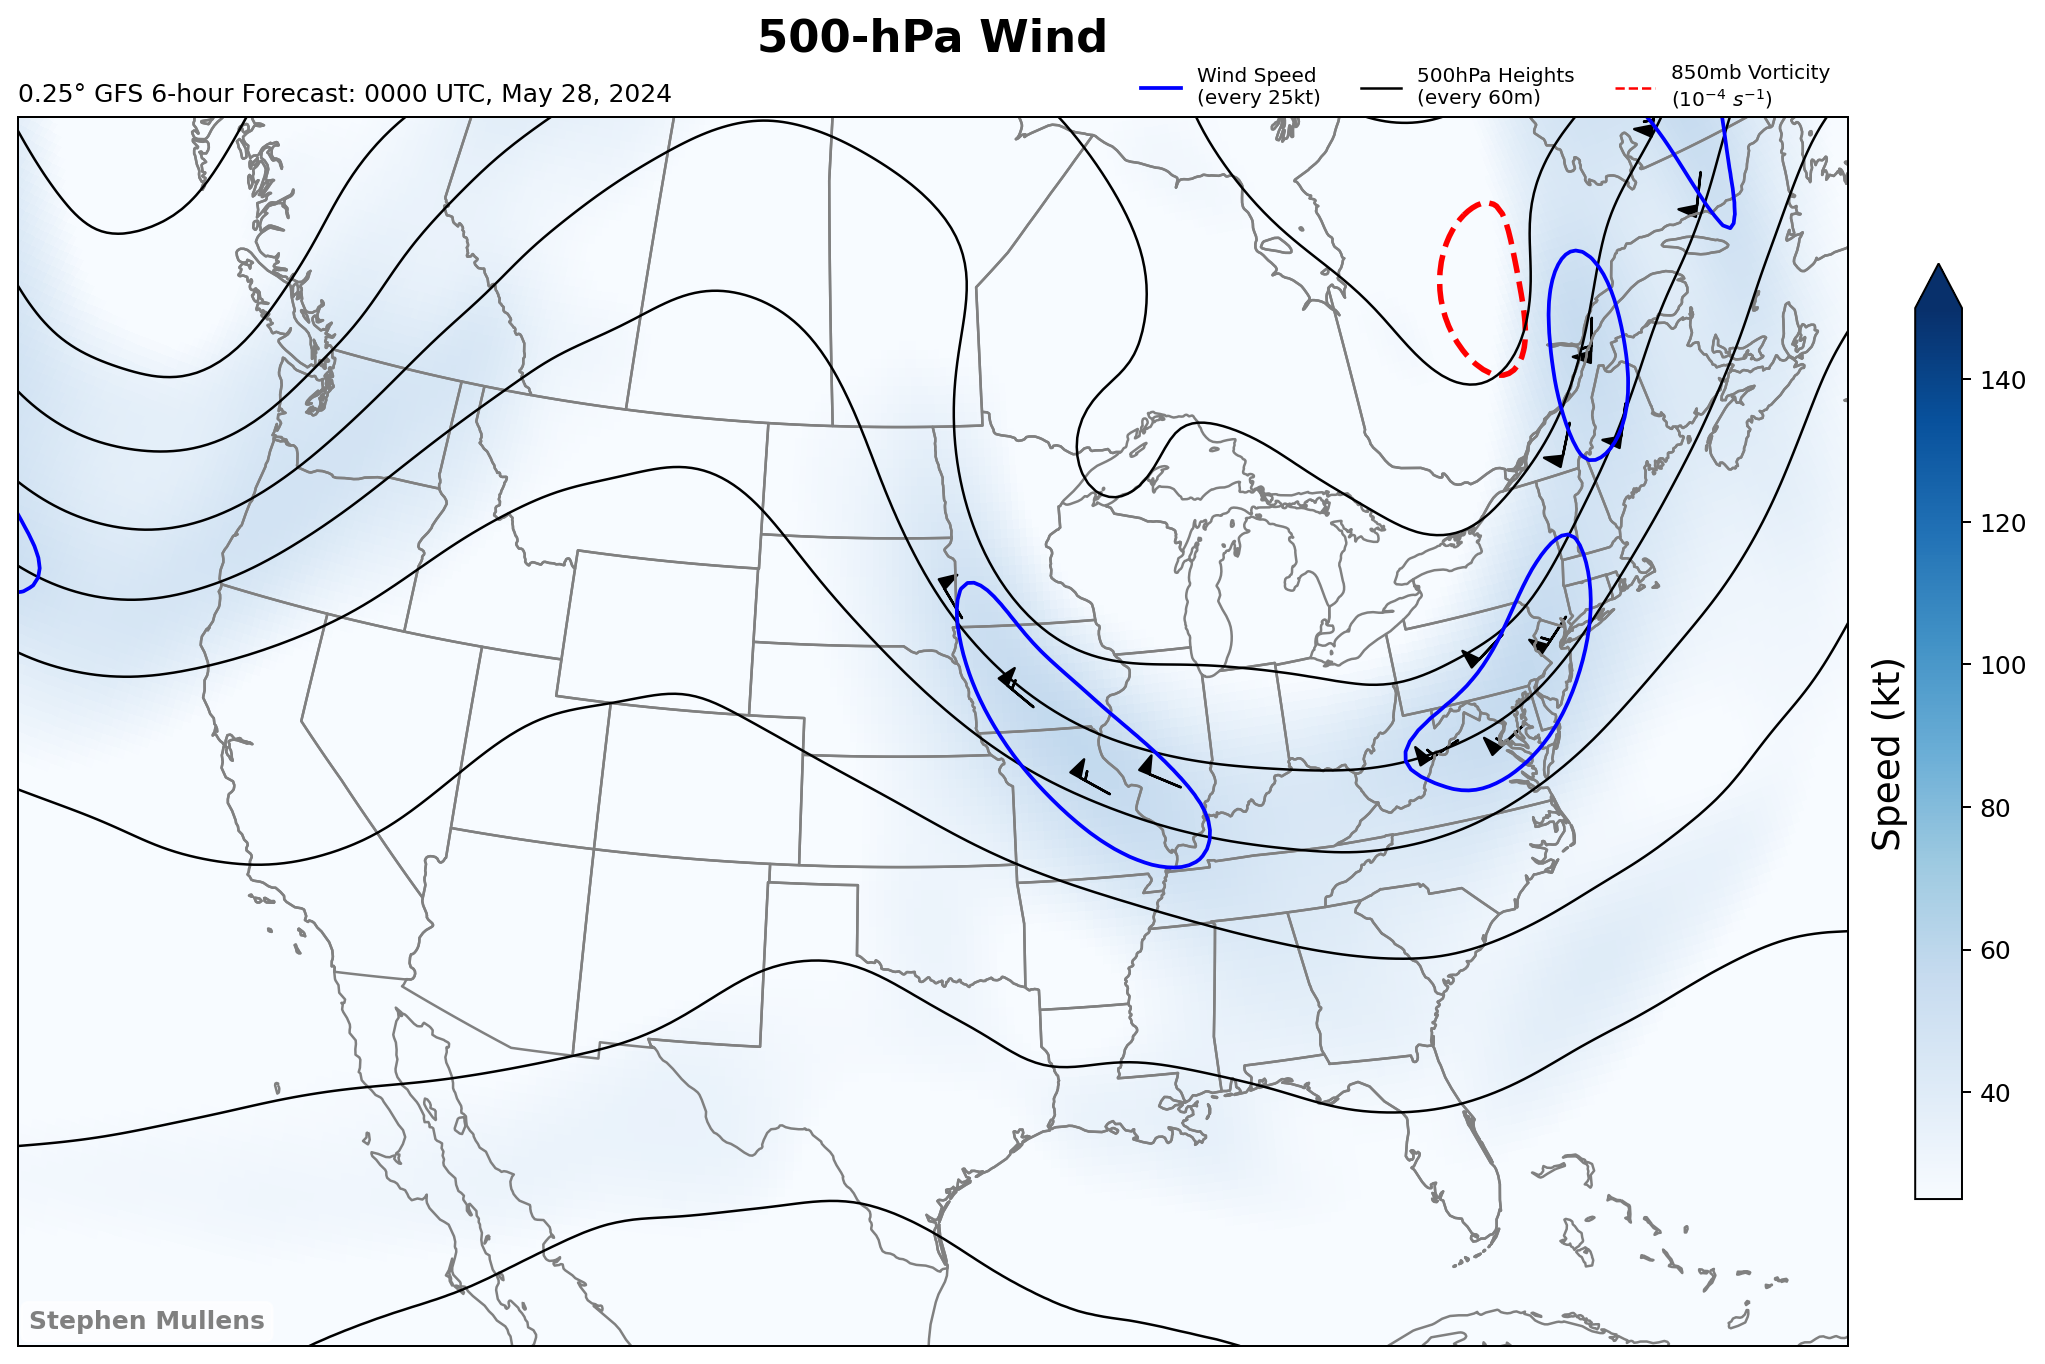 500-hPa Wind
0.25° GFS 6-hour Forecast: 0000 UTC, May 28, 2024
Wind Speed
(every 25kt)
500hPa Heights
(every 60m)
850mb Vorticity
(10⁻⁴ s⁻¹)
140
120
100
80
60
40
Speed (kt)
Stephen Mullens